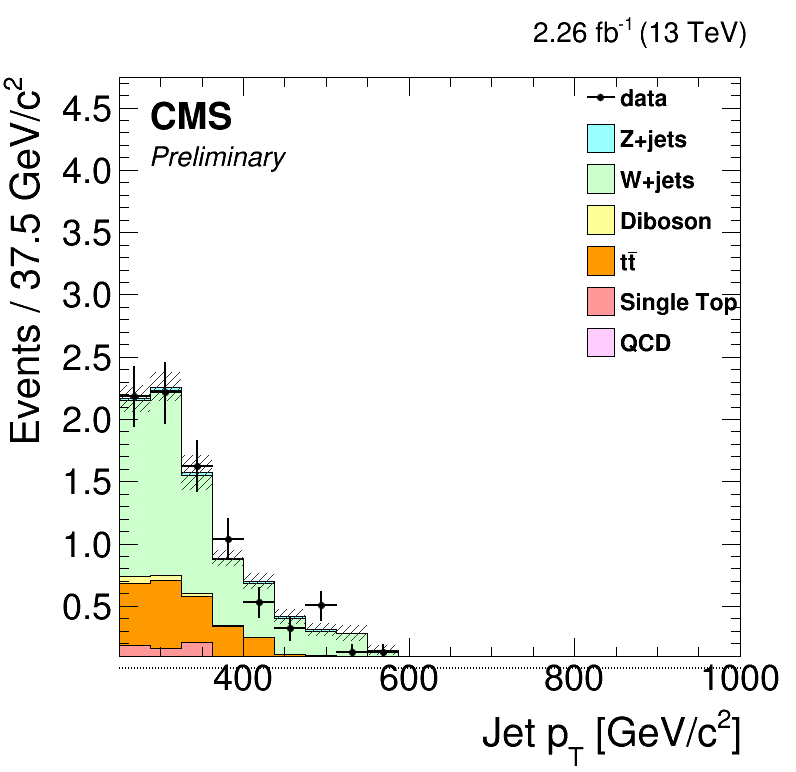 2.26 fb-1 (13 TeV)
CMS
Preliminary
data
Z+jets
W+jets
Diboson
tt̄
Single Top
QCD
Events / 37.5 GeV/c2
4.5
4.0
3.5
3.0
2.5
2.0
1.5
1.0
0.5
400 600 800 1000
Jet pT [GeV/c2]